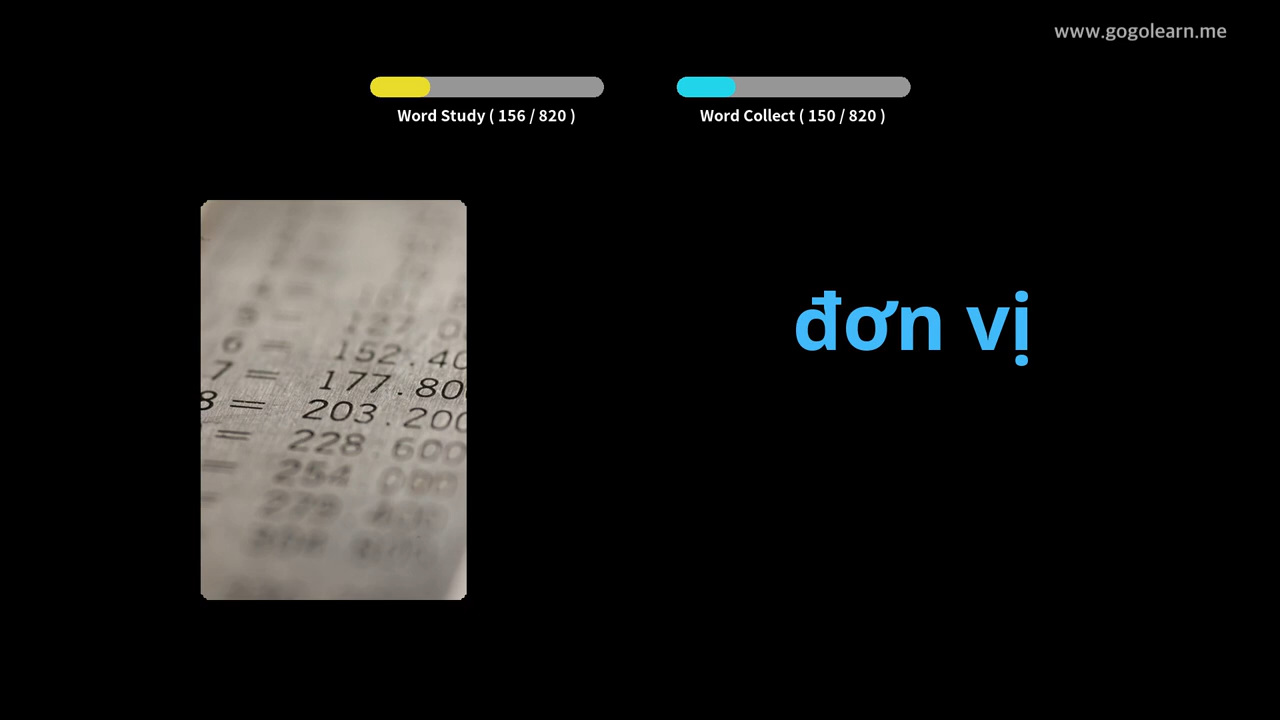 www.gogolearn.me
Word Study ( 156 / 820 )
Word Collect ( 150 / 820 )
đơn vị
6 = 152.40
7 = 177.80
8 = 203.200
= 228.600
= 254 000